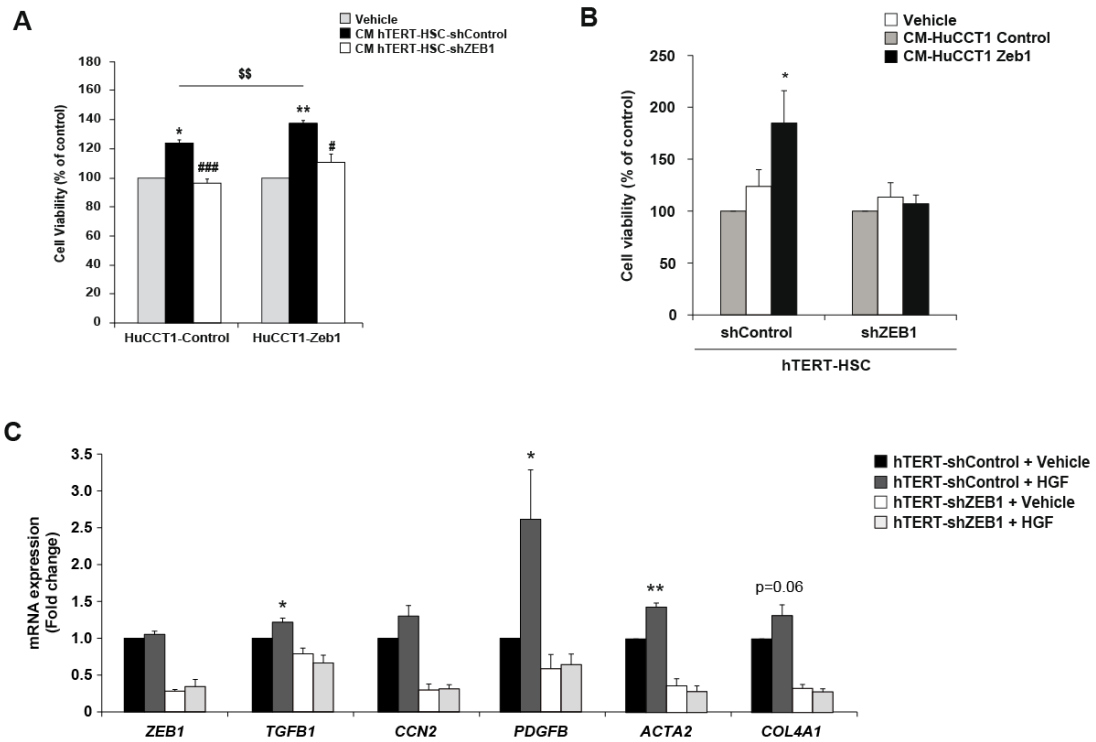 A
Vehicle
CM hTERT-HSC-shControl
CM hTERT-HSC-shZEB1
180
160
140
120
100
80
60
40
20
0
Cell Viability (% of control)
$$
*
###
**
#
HuCCT1-Control
HuCCT1-Zeb1
B
Vehicle
CM-HuCCT1 Control
CM-HuCCT1 Zeb1
250
200
150
100
50
0
Cell viability (% of control)
*
shControl
shZEB1
hTERT-HSC
C
3.5
3.0
2.5
2.0
1.5
1.0
0.5
0
mRNA expression
(Fold change)
*
*
**
p=0.06
hTERT-shControl + Vehicle
hTERT-shControl + HGF
hTERT-shZEB1 + Vehicle
hTERT-shZEB1 + HGF
ZEB1
TGFB1
CCN2
PDGFB
ACTA2
COL4A1